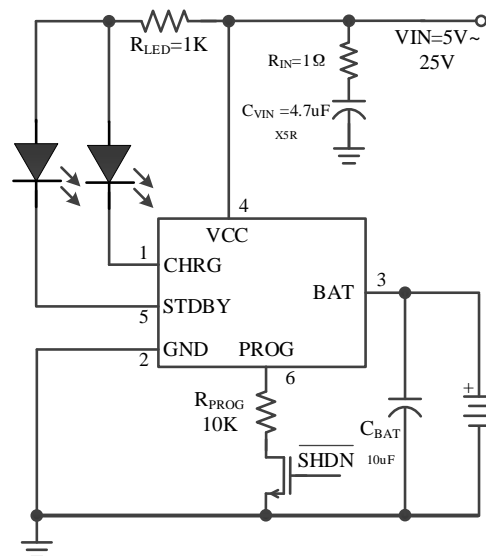 VIN=5V~
25V
RLED=1K
RIN=1Ω
CVIN =4.7uF
X5R
4
VCC
1
CHRG
BAT
3
STDBY
5
GND
PROG
2
6
RPROG
10K
SHDN
CBAT
10uF
+